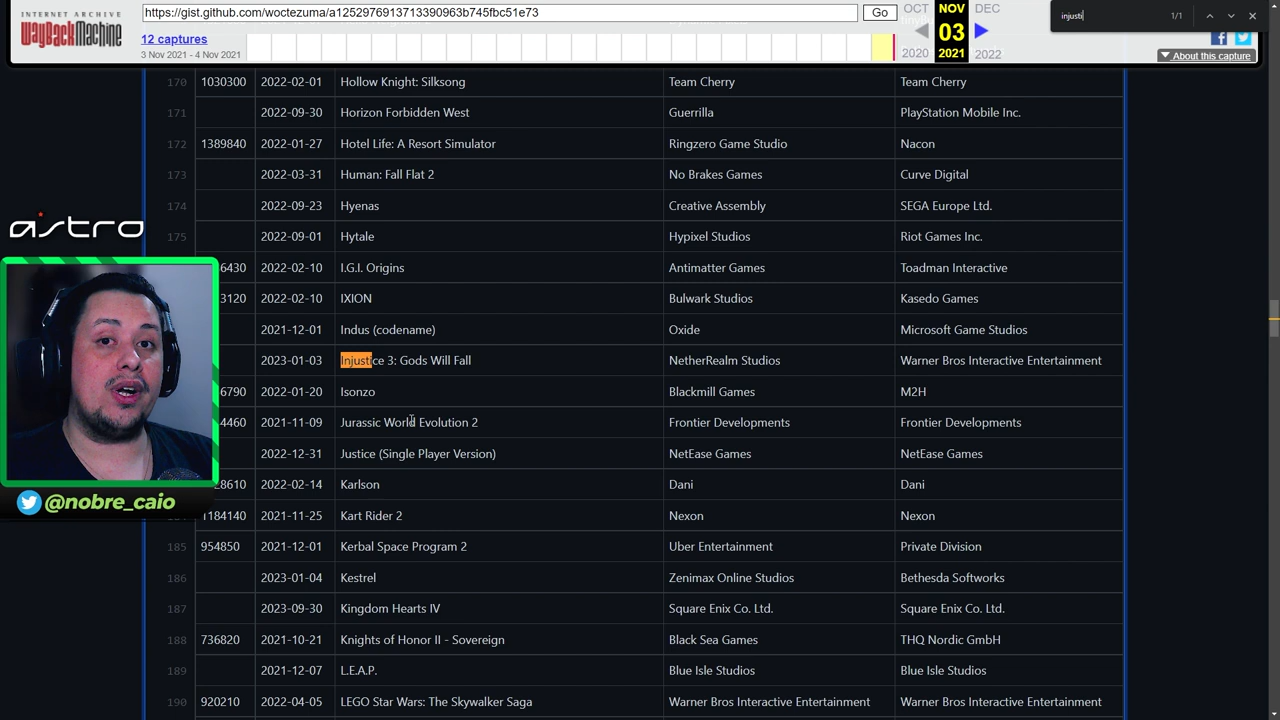 INTERNET ARCHIVE
WayBackMachine
https://gist.github.com/woctezuma/a1252976913713390963b745fbc51e73
Go
OCT NOV DEC
03
2020 2021 2022
12 captures
3 Nov 2021 - 4 Nov 2021
About this capture
injusti 1/1
170 1030300 2022-02-01 Hollow Knight: Silksong Team Cherry Team Cherry
171 2022-09-30 Horizon Forbidden West Guerrilla PlayStation Mobile Inc.
172 1389840 2022-01-27 Hotel Life: A Resort Simulator Ringzero Game Studio Nacon
173 2022-03-31 Human: Fall Flat 2 No Brakes Games Curve Digital
174 2022-09-23 Hyenas Creative Assembly SEGA Europe Ltd.
175 2022-09-01 Hytale Hypixel Studios Riot Games Inc.
6430 2022-02-10 I.G.I. Origins Antimatter Games Toadman Interactive
3120 2022-02-10 IXION Bulwark Studios Kasedo Games
2021-12-01 Indus (codename) Oxide Microsoft Game Studios
2023-01-03 Injustice 3: Gods Will Fall NetherRealm Studios Warner Bros Interactive Entertainment
6790 2022-01-20 Isonzo Blackmill Games M2H
4460 2021-11-09 Jurassic World Evolution 2 Frontier Developments Frontier Developments
2022-12-31 Justice (Single Player Version) NetEase Games NetEase Games
28610 2022-02-14 Karlson Dani Dani
1184140 2021-11-25 Kart Rider 2 Nexon Nexon
185 954850 2021-12-01 Kerbal Space Program 2 Uber Entertainment Private Division
186 2023-01-04 Kestrel Zenimax Online Studios Bethesda Softworks
187 2023-09-30 Kingdom Hearts IV Square Enix Co. Ltd. Square Enix Co. Ltd.
188 736820 2021-10-21 Knights of Honor II - Sovereign Black Sea Games THQ Nordic GmbH
189 2021-12-07 L.E.A.P. Blue Isle Studios Blue Isle Studios
190 920210 2022-04-05 LEGO Star Wars: The Skywalker Saga Warner Bros Interactive Entertainment Warner Bros Interactive Entertainment
astro
@nobre_caio